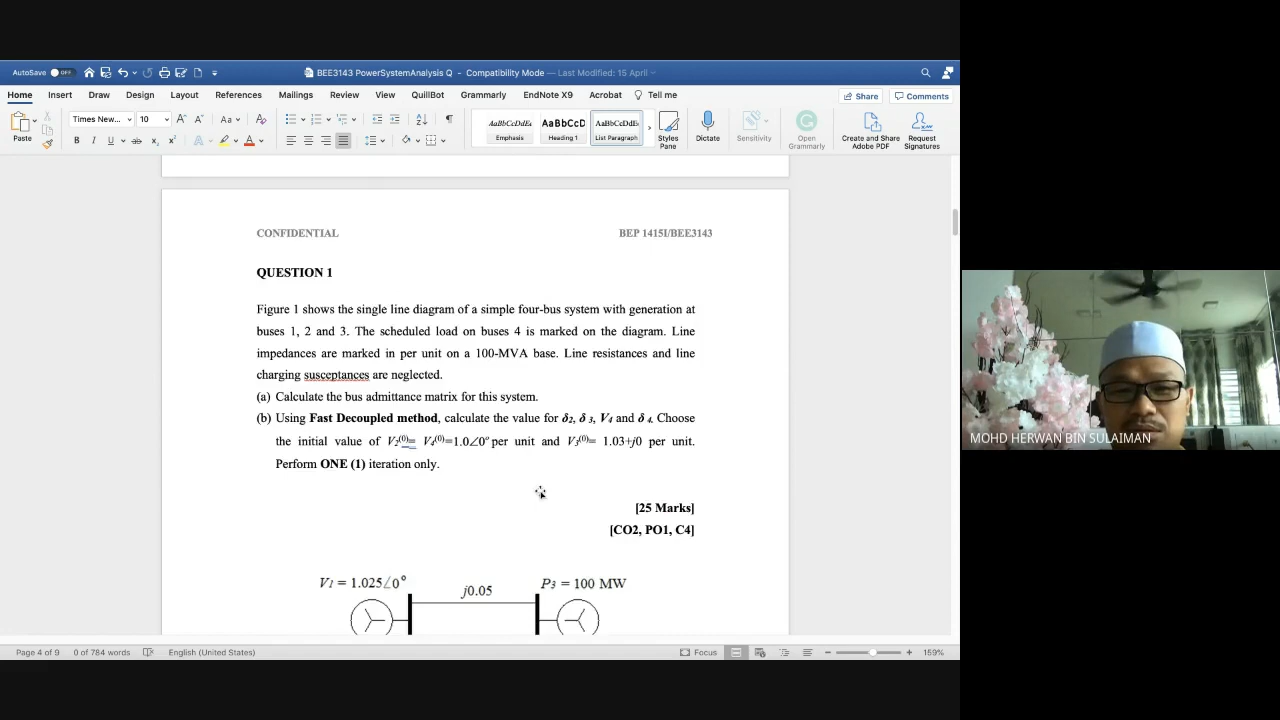 AutoSave OFF BEE3143 PowerSystemAnalysis Q - Compatibility Mode — Last Modified: 15 April
Home Insert Draw Design Layout References Mailings Review View QuillBot Grammarly EndNote X9 Acrobat Tell me Share Comments
Paste Times New... 10 Aa AaBbCcDdEe Emphasis AaBbCcD Heading 1 AaBbCcDdEe List Paragraph Styles Pane Dictate Sensitivity Open Grammarly Create and Share Adobe PDF Request Signatures
CONFIDENTIAL BEP 1415I/BEE3143
QUESTION 1
Figure 1 shows the single line diagram of a simple four-bus system with generation at
buses 1, 2 and 3. The scheduled load on buses 4 is marked on the diagram. Line
impedances are marked in per unit on a 100-MVA base. Line resistances and line
charging susceptances are neglected.
(a) Calculate the bus admittance matrix for this system.
(b) Using Fast Decoupled method, calculate the value for δ2, δ 3, V4 and δ 4. Choose
the initial value of V2(0)= V4(0)=1.0∠0° per unit and V3(0)= 1.03+j0 per unit.
Perform ONE (1) iteration only.
[25 Marks]
[CO2, PO1, C4]
V1 = 1.025∠0° j0.05 P3 = 100 MW
MOHD HERWAN BIN SULAIMAN
Page 4 of 9 0 of 784 words English (United States) Focus 159%